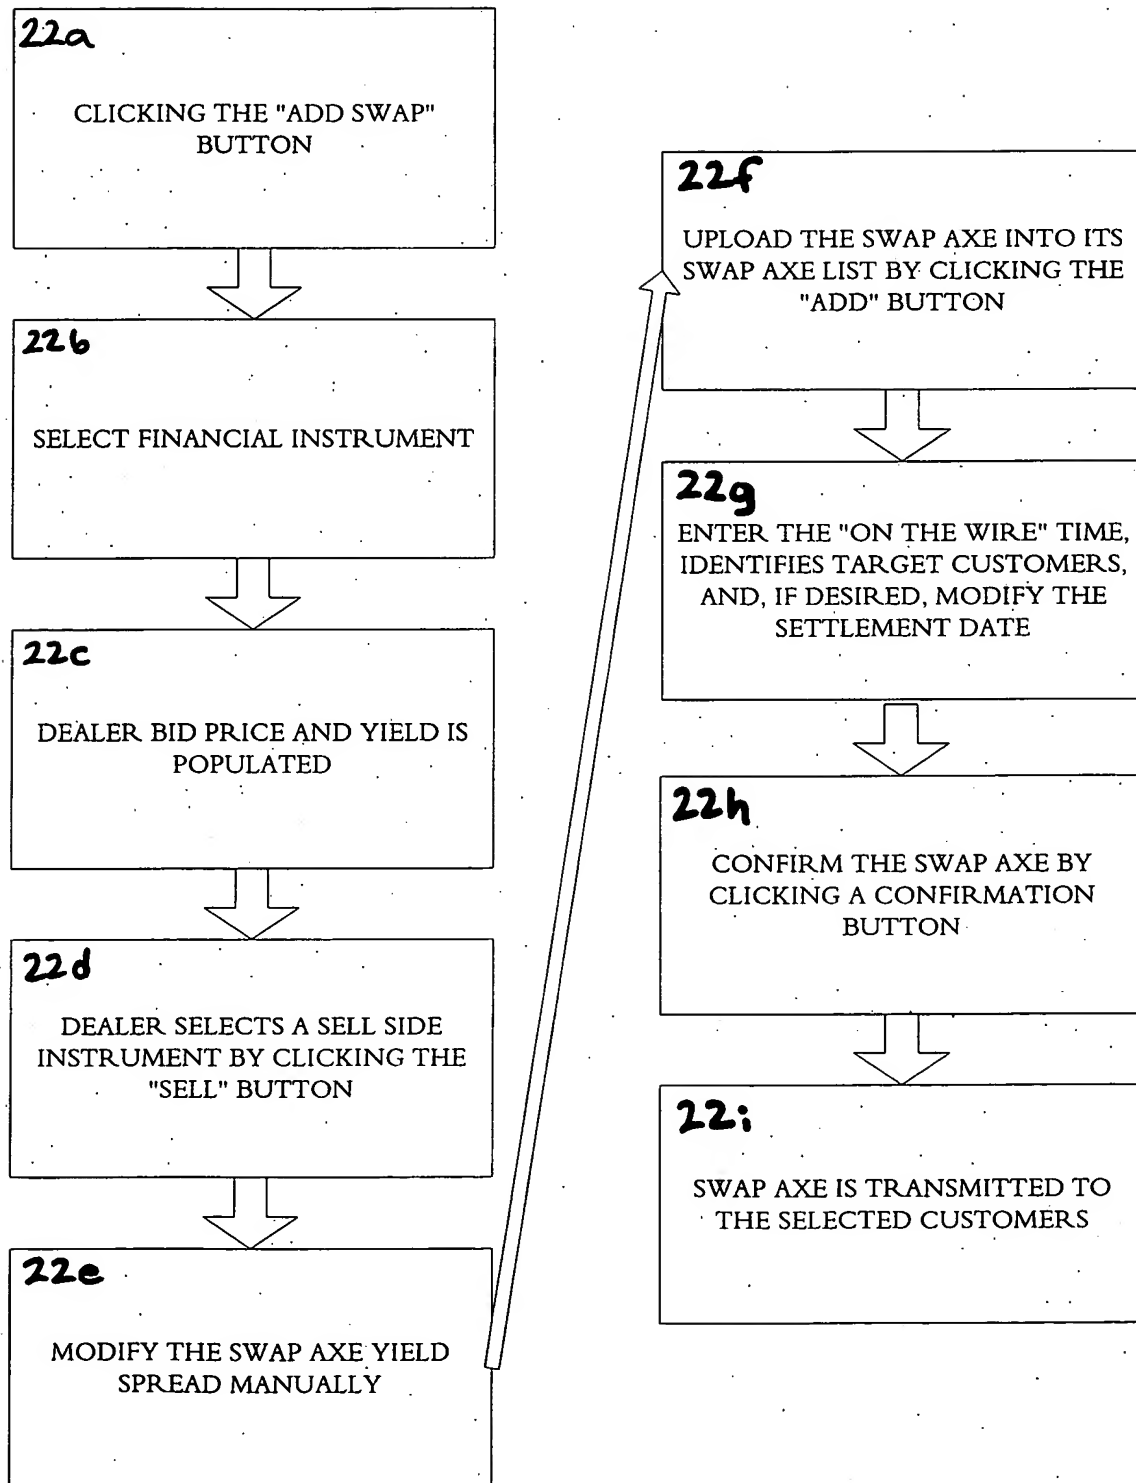 22a
CLICKING THE "ADD SWAP"
BUTTON
22b
SELECT FINANCIAL INSTRUMENT
22c
DEALER BID PRICE AND YIELD IS
POPULATED
22d
DEALER SELECTS A SELL SIDE
INSTRUMENT BY CLICKING THE
"SELL" BUTTON
22e
MODIFY THE SWAP AXE YIELD
SPREAD MANUALLY
22f
UPLOAD THE SWAP AXE INTO ITS
SWAP AXE LIST BY CLICKING THE
"ADD" BUTTON
22g
ENTER THE "ON THE WIRE" TIME,
IDENTIFIES TARGET CUSTOMERS,
AND, IF DESIRED, MODIFY THE
SETTLEMENT DATE
22h
CONFIRM THE SWAP AXE BY
CLICKING A CONFIRMATION
BUTTON
22i
SWAP AXE IS TRANSMITTED TO
THE SELECTED CUSTOMERS